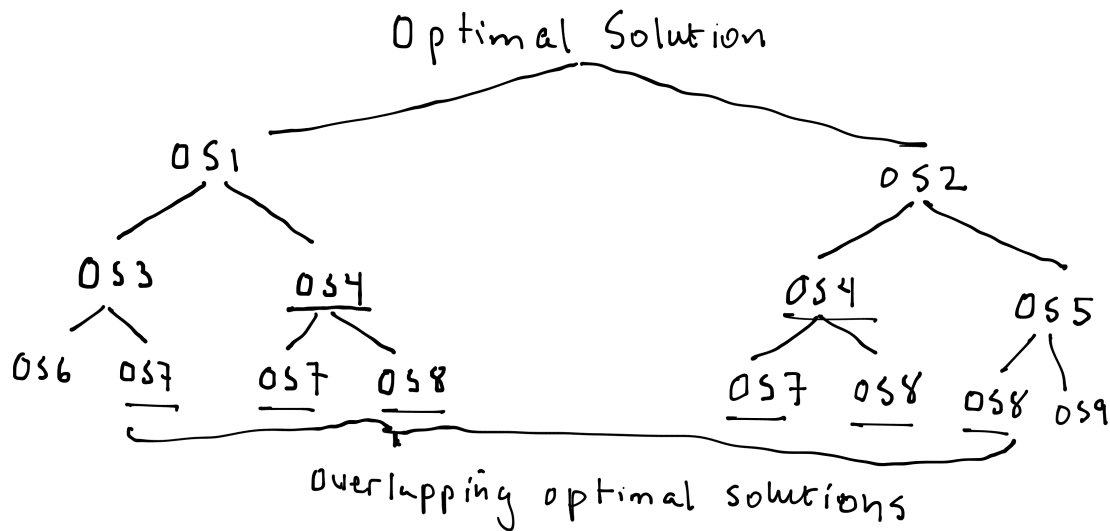 Optimal Solution
OS1 OS2
OS3 OS4 OS4 OS5
OS6 OS7 OS7 OS8 OS7 OS8 OS8 OS9
Overlapping optimal solutions